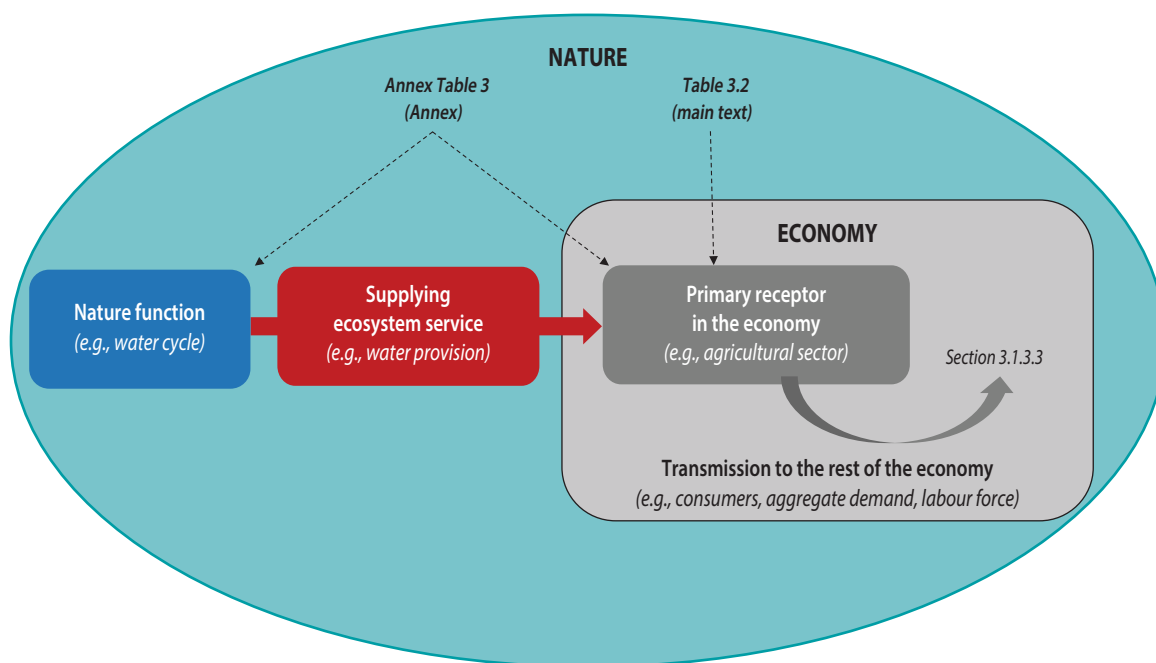 NATURE
Annex Table 3
(Annex)
Table 3.2
(main text)
ECONOMY
Nature function
(e.g., water cycle)
Supplying
ecosystem service
(e.g., water provision)
Primary receptor
in the economy
(e.g., agricultural sector)
Section 3.1.3.3
Transmission to the rest of the economy
(e.g., consumers, aggregate demand, labour force)